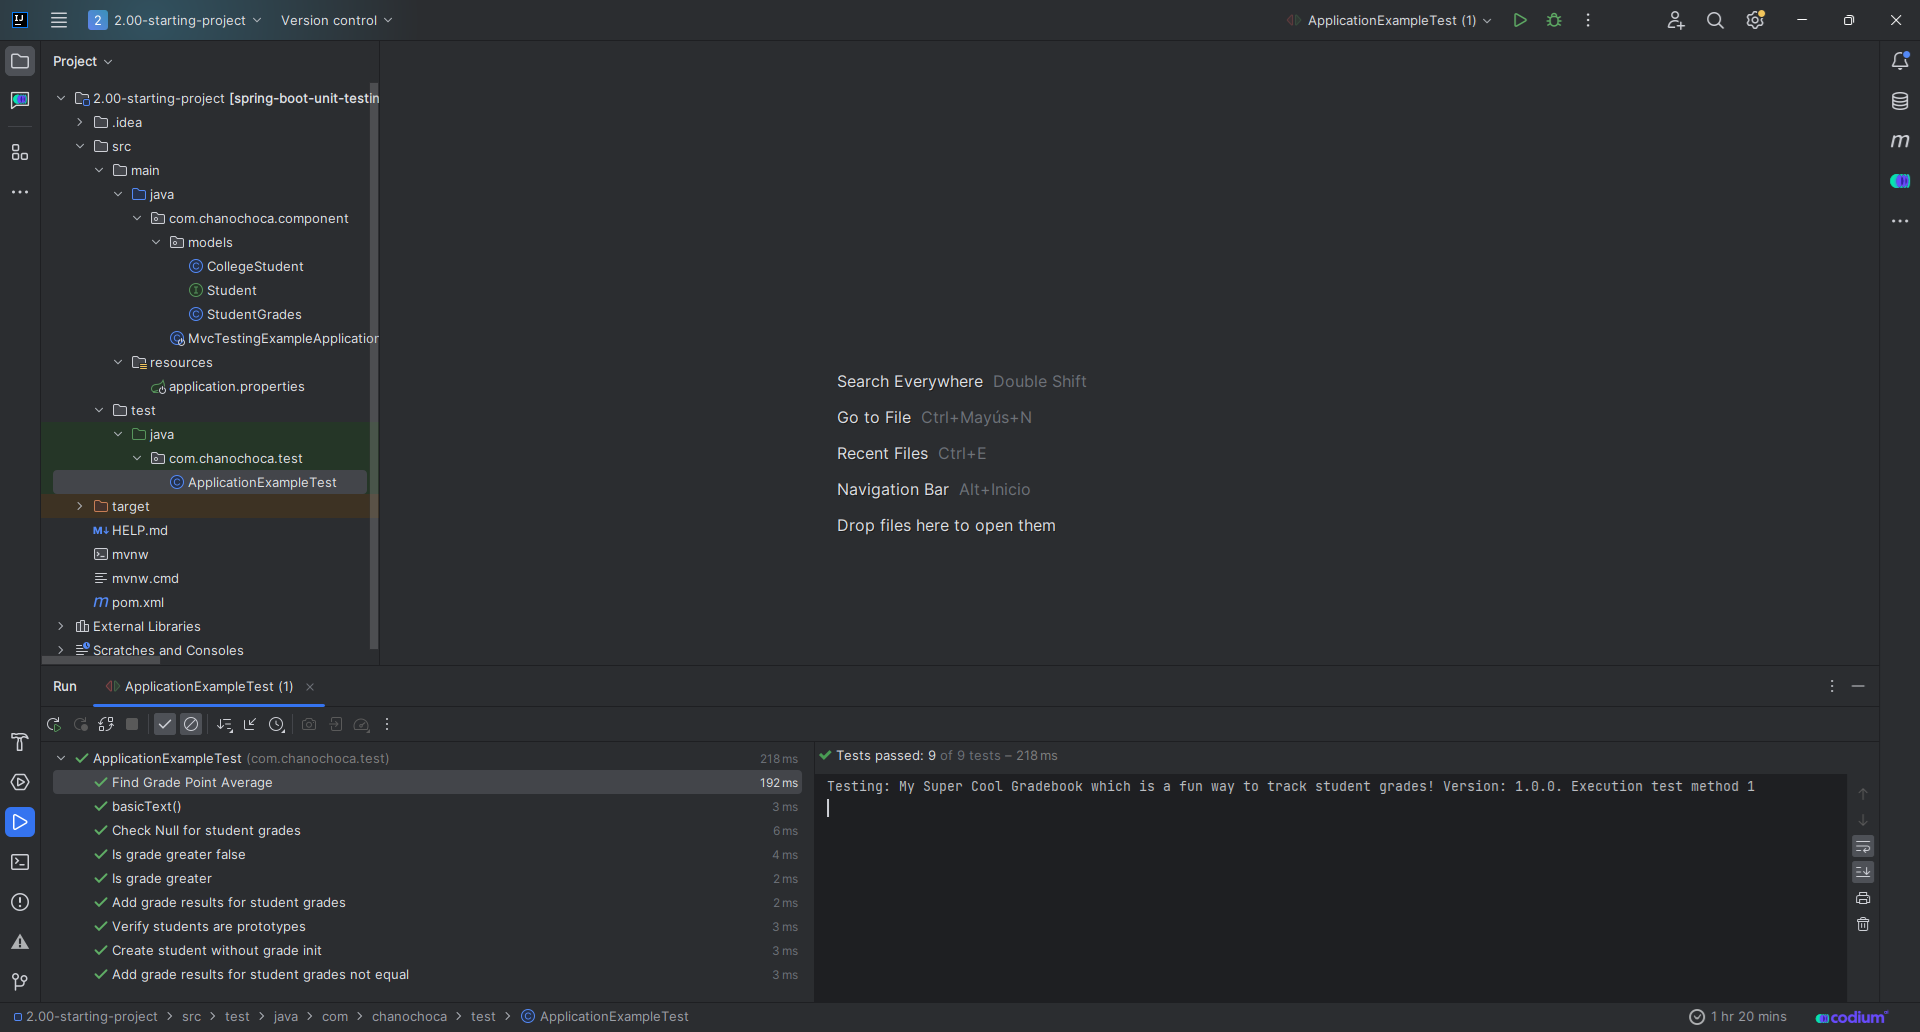 2 2.00-starting-project Version control ApplicationExampleTest (1)
Project
2.00-starting-project [spring-boot-unit-testin
.idea
src
main
java
com.chanochoca.component
models
CollegeStudent
Student
StudentGrades
MvcTestingExampleApplication
resources
application.properties
test
java
com.chanochoca.test
ApplicationExampleTest
target
HELP.md
mvnw
mvnw.cmd
pom.xml
External Libraries
Scratches and Consoles
Search Everywhere Double Shift
Go to File Ctrl+Mayús+N
Recent Files Ctrl+E
Navigation Bar Alt+Inicio
Drop files here to open them
Run ApplicationExampleTest (1)
ApplicationExampleTest (com.chanochoca.test) 218 ms
Find Grade Point Average 192 ms
basicText() 3 ms
Check Null for student grades 6 ms
Is grade greater false 4 ms
Is grade greater 2 ms
Add grade results for student grades 2 ms
Verify students are prototypes 3 ms
Create student without grade init 3 ms
Add grade results for student grades not equal 3 ms
Tests passed: 9 of 9 tests – 218 ms
Testing: My Super Cool Gradebook which is a fun way to track student grades! Version: 1.0.0. Execution test method 1
2.00-starting-project > src > test > java > com > chanochoca > test > ApplicationExampleTest
1 hr 20 mins
codium